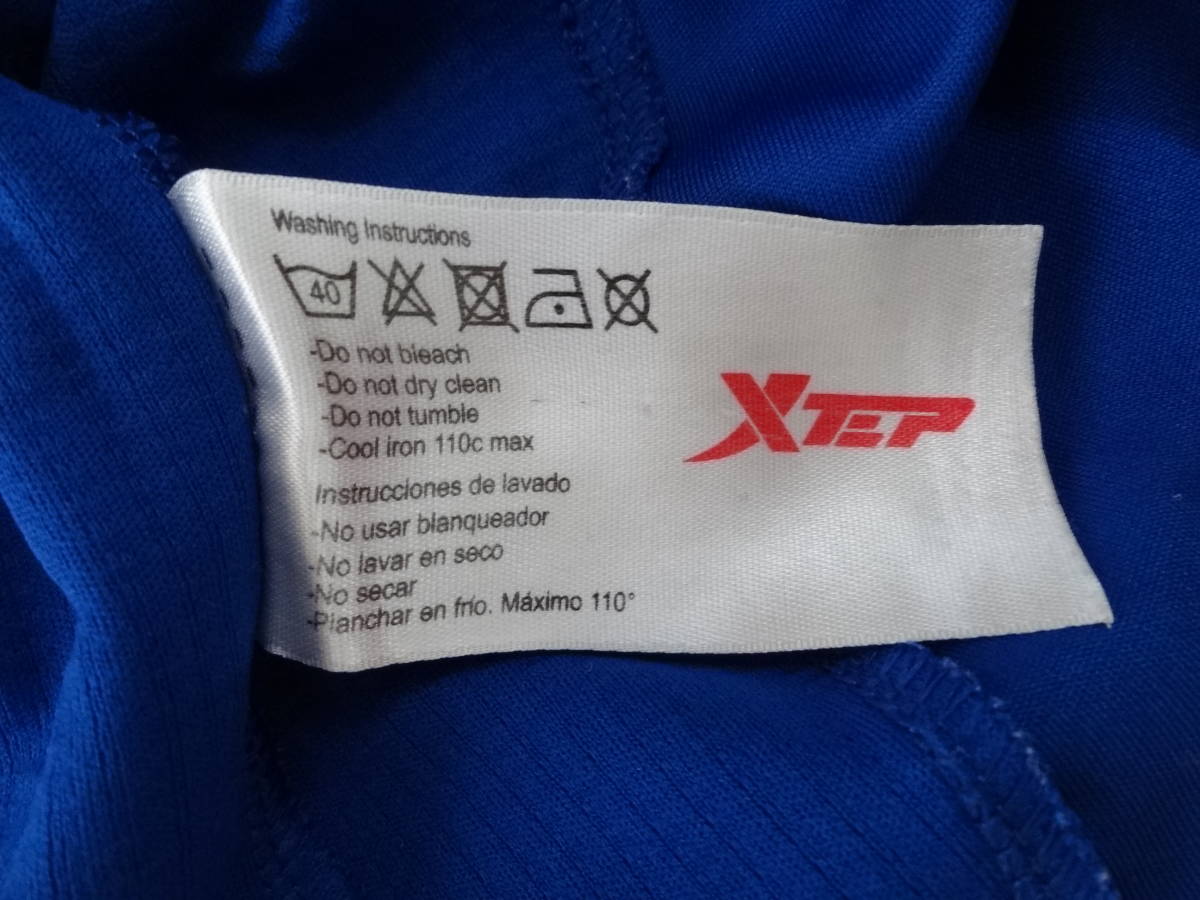 Washing Instructions
40
-Do not bleach
-Do not dry clean
-Do not tumble
-Cool iron 110c max
Instrucciones de lavado
-No usar blanqueador
-No lavar en seco
-No secar
-Planchar en frío. Máximo 110°
XTEP